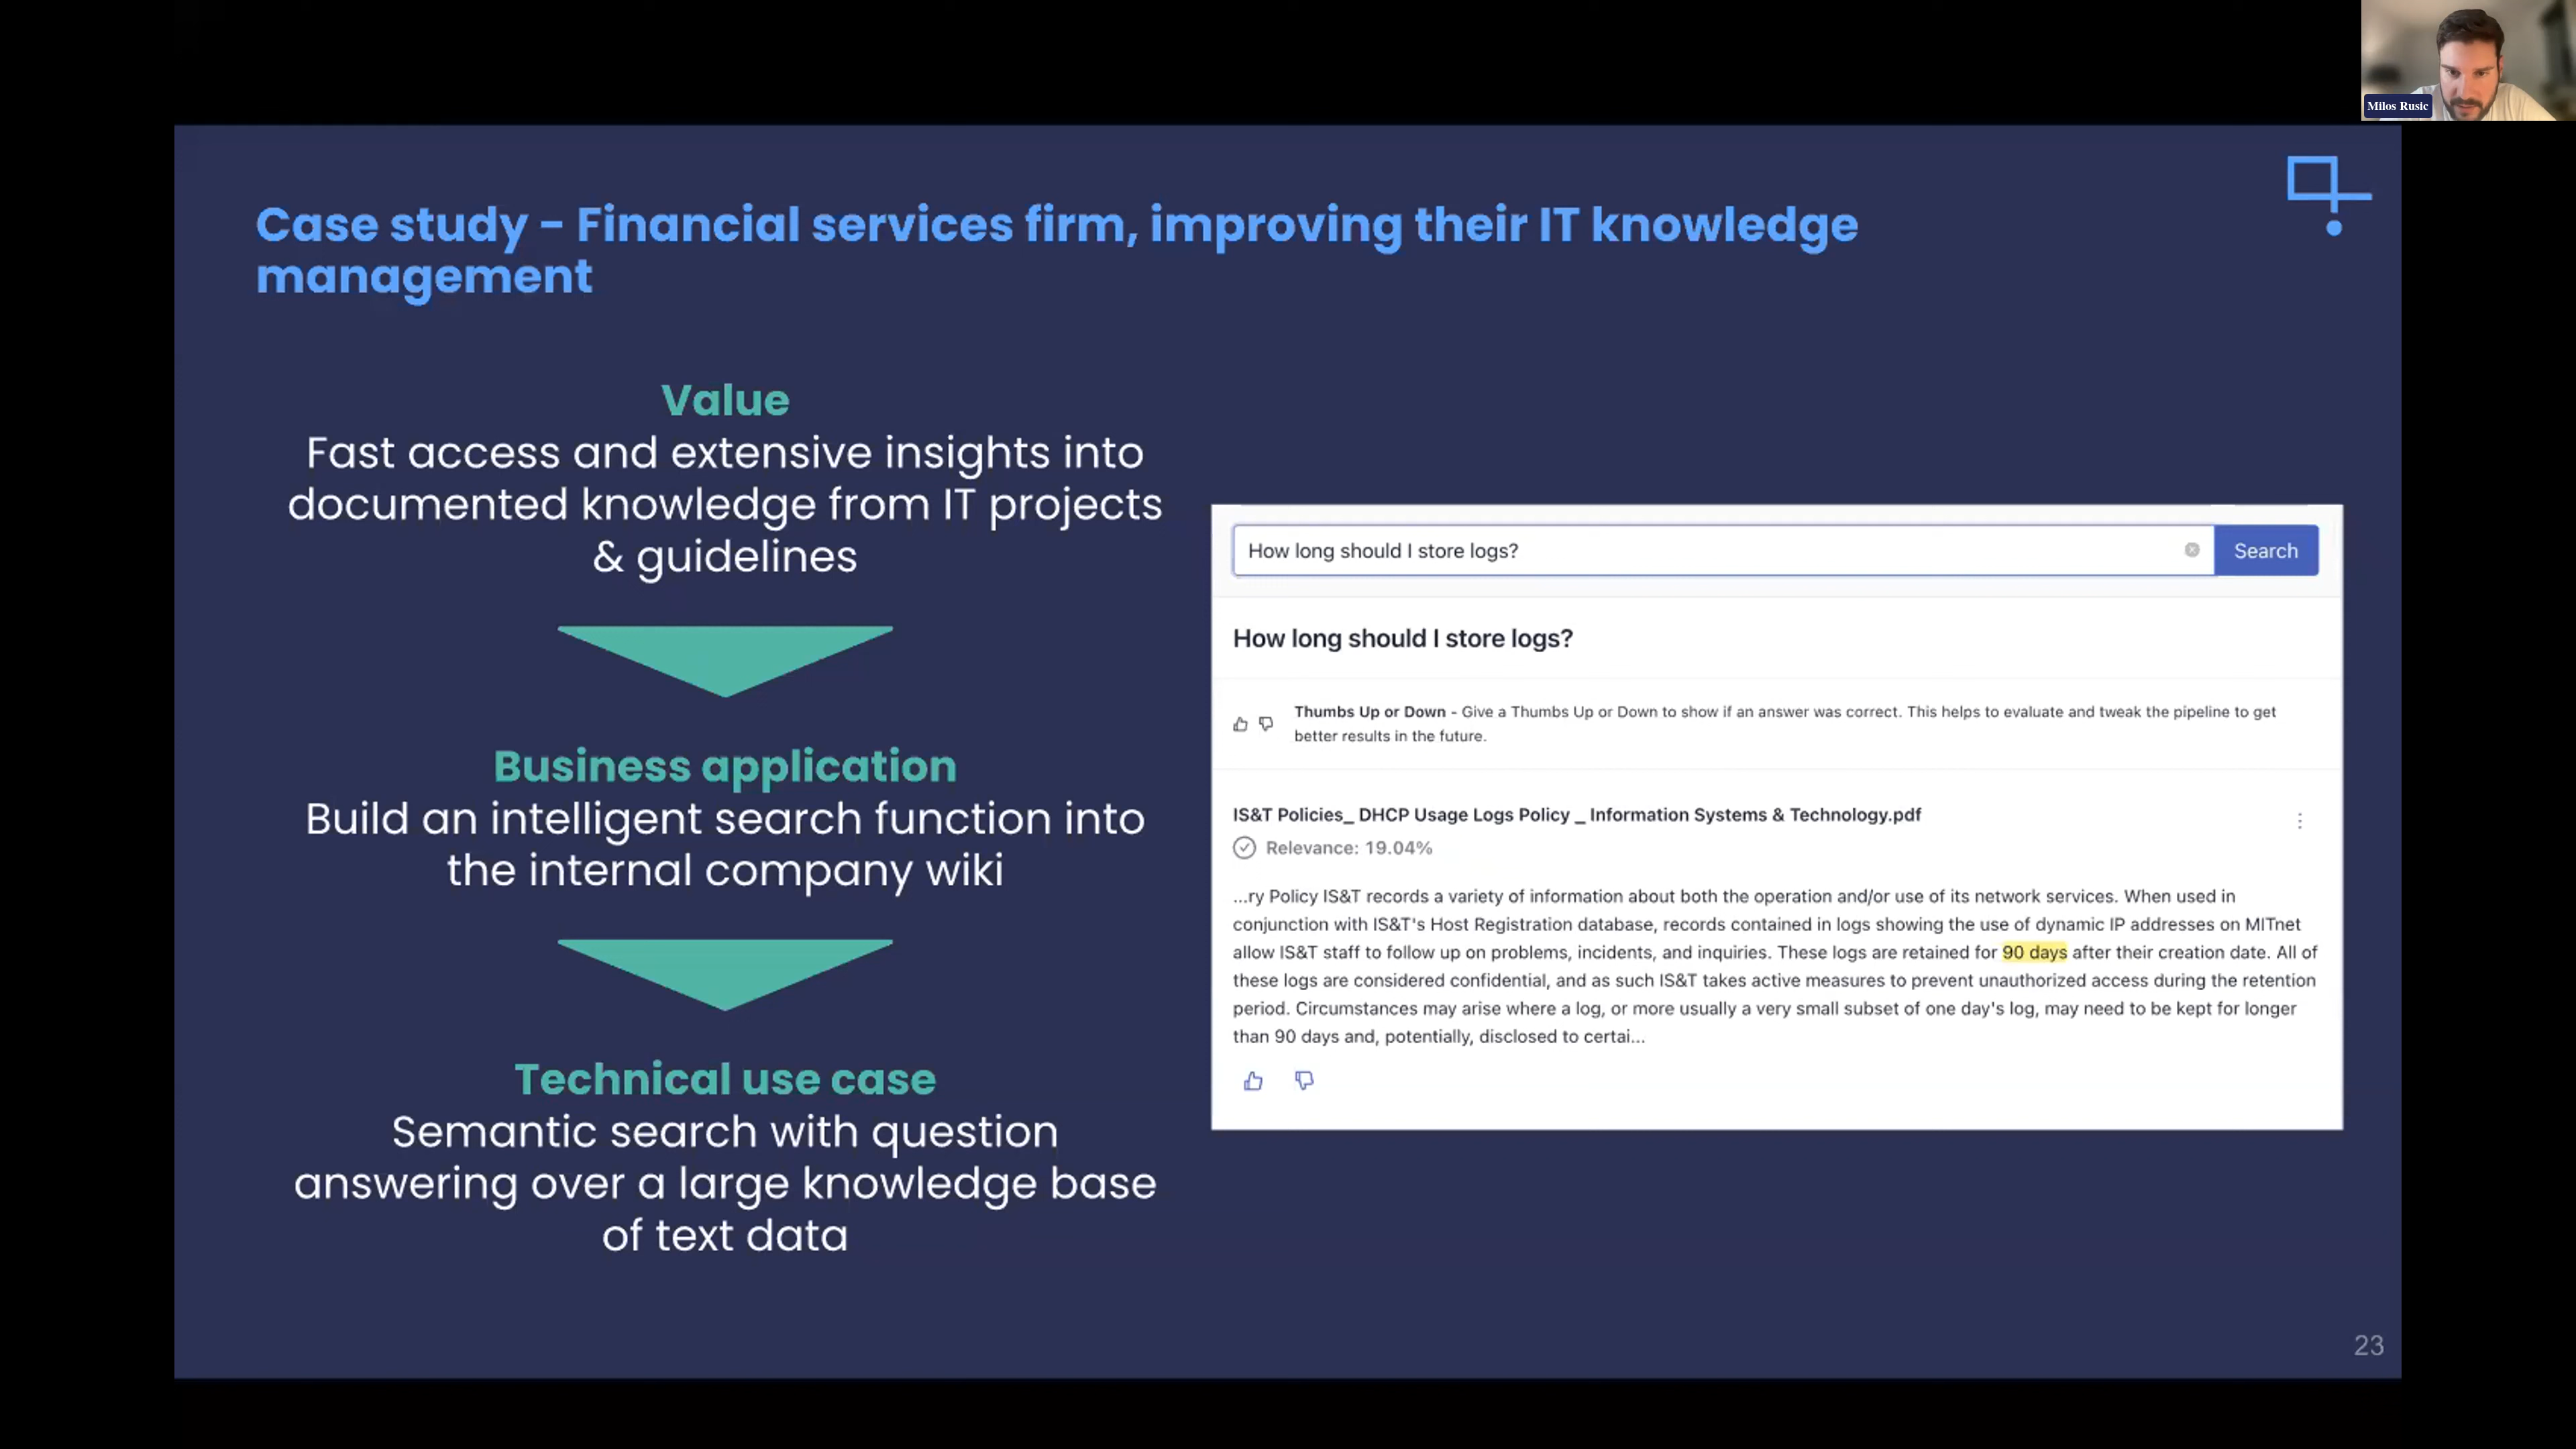 Milos Rusic
Case study - Financial services firm, improving their IT knowledge
management
Value
Fast access and extensive insights into
documented knowledge from IT projects
& guidelines
Business application
Build an intelligent search function into
the internal company wiki
Technical use case
Semantic search with question
answering over a large knowledge base
of text data
How long should I store logs?
Search
How long should I store logs?
Thumbs Up or Down - Give a Thumbs Up or Down to show if an answer was correct. This helps to evaluate and tweak the pipeline to get
better results in the future.
IS&T Policies_ DHCP Usage Logs Policy _ Information Systems & Technology.pdf
Relevance: 19.04%
...ry Policy IS&T records a variety of information about both the operation and/or use of its network services. When used in
conjunction with IS&T's Host Registration database, records contained in logs showing the use of dynamic IP addresses on MITnet
allow IS&T staff to follow up on problems, incidents, and inquiries. These logs are retained for 90 days after their creation date. All of
these logs are considered confidential, and as such IS&T takes active measures to prevent unauthorized access during the retention
period. Circumstances may arise where a log, or more usually a very small subset of one day's log, may need to be kept for longer
than 90 days and, potentially, disclosed to certai...
23